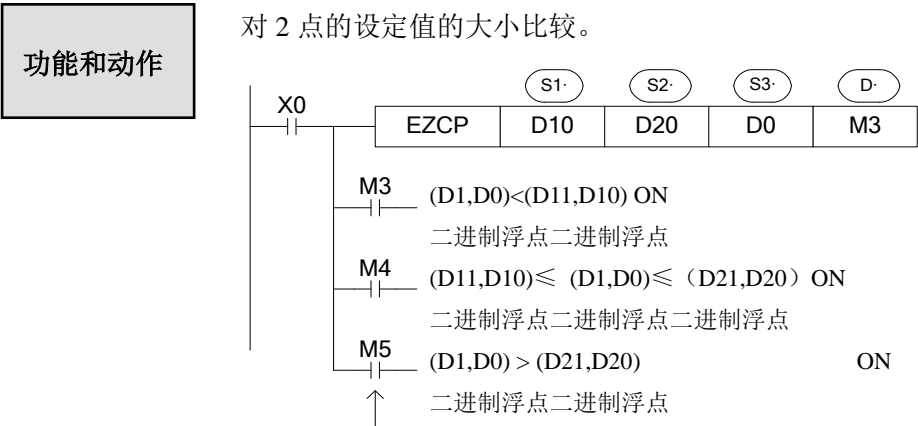 功能和动作
对 2 点的设定值的大小比较。
S1· S2· S3· D·
X0
EZCP D10 D20 D0 M3
M3 (D1,D0)<(D11,D10) ON
二进制浮点二进制浮点
M4 (D11,D10)≤ (D1,D0)≤（D21,D20）ON
二进制浮点二进制浮点二进制浮点
M5 (D1,D0) > (D21,D20) ON
二进制浮点二进制浮点